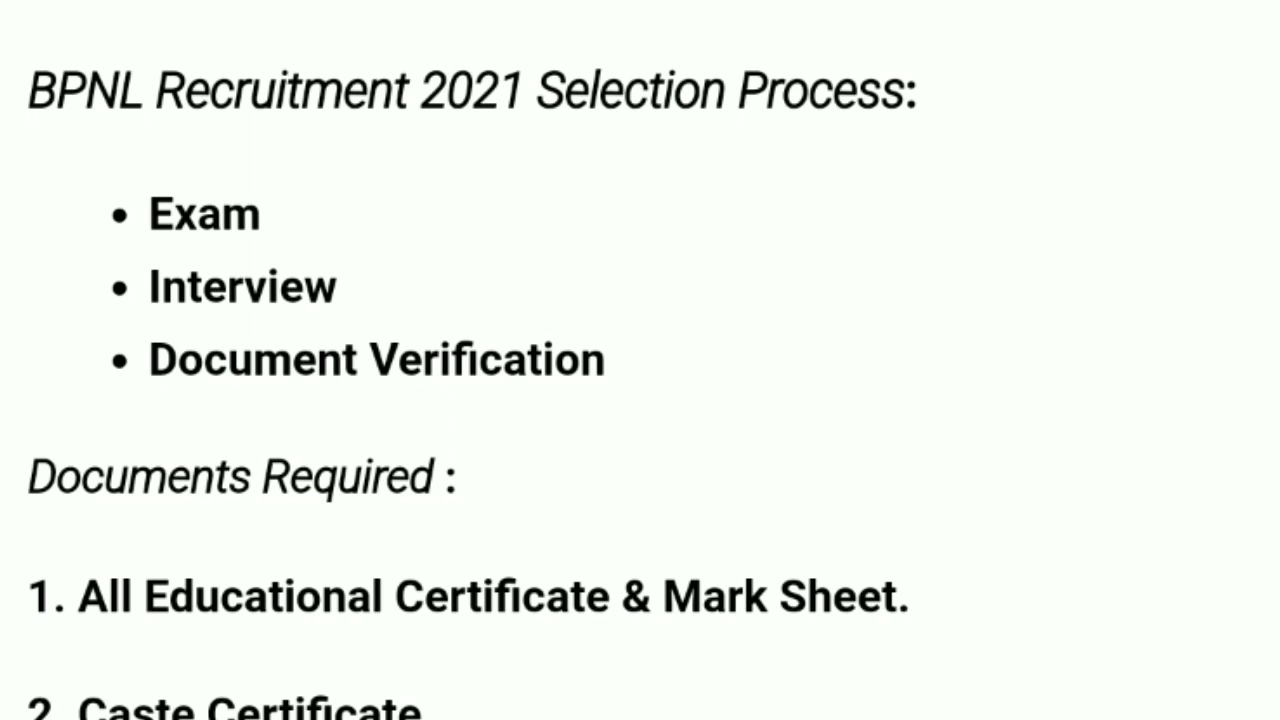 BPNL Recruitment 2021 Selection Process:
• Exam
• Interview
• Document Verification
Documents Required :
1. All Educational Certificate & Mark Sheet.
2. Caste Certificate